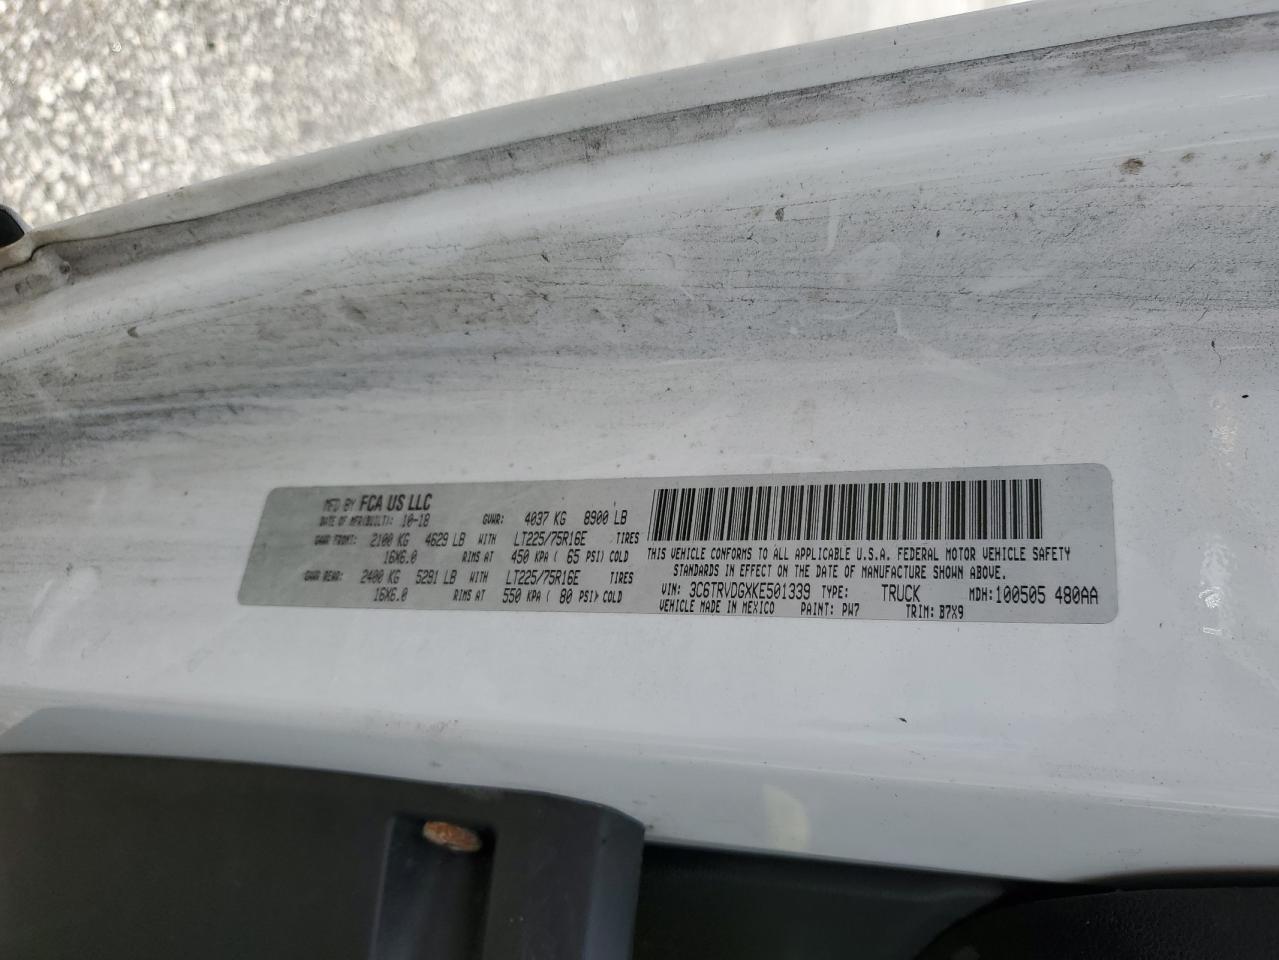 MFD BY FCA US LLC
DATE OF MFR(BUILT): 10-18 GVWR: 4037 KG 8900 LB
GAWR FRONT: 2100 KG 4629 LB WITH LT225/75R16E TIRES
16X6.0 RIMS AT 450 KPA ( 65 PSI) COLD
GAWR REAR: 2400 KG 5291 LB WITH LT225/75R16E TIRES
16X6.0 RIMS AT 550 KPA ( 80 PSI) COLD
THIS VEHICLE CONFORMS TO ALL APPLICABLE U.S.A. FEDERAL MOTOR VEHICLE SAFETY
STANDARDS IN EFFECT ON THE DATE OF MANUFACTURE SHOWN ABOVE.
VIN: 3C6TRVDGXKE501339 TYPE: TRUCK MDH: 100505 480AA
VEHICLE MADE IN MEXICO PAINT: PW7 TRIM: B7X9